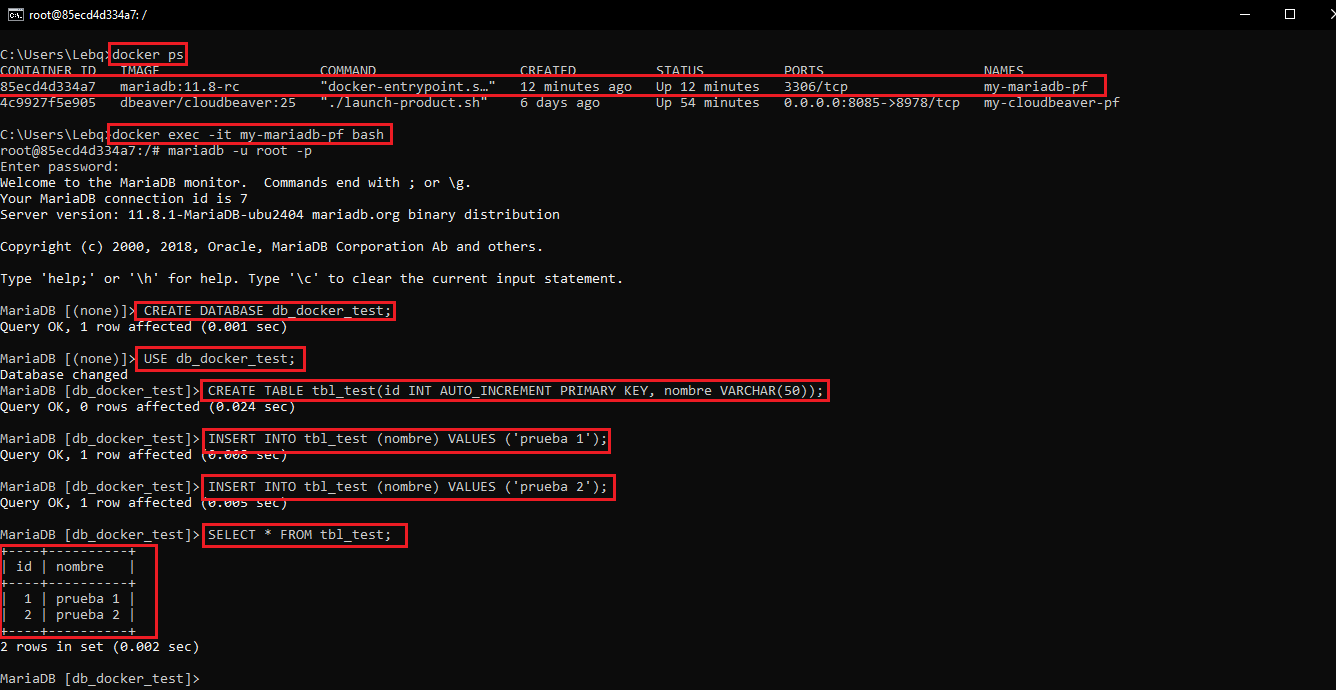 root@85ecd4d334a7: /
C:\Users\Lebq>docker ps
CONTAINER ID   IMAGE                    COMMAND                  CREATED          STATUS          PORTS                    NAMES
85ecd4d334a7   mariadb:11.8-rc          "docker-entrypoint.s…"   12 minutes ago   Up 12 minutes   3306/tcp                 my-mariadb-pf
4c9927f5e905   dbeaver/cloudbeaver:25   "./launch-product.sh"    6 days ago       Up 54 minutes   0.0.0.0:8085->8978/tcp   my-cloudbeaver-pf
C:\Users\Lebq>docker exec -it my-mariadb-pf bash
root@85ecd4d334a7:/# mariadb -u root -p
Enter password:
Welcome to the MariaDB monitor.  Commands end with ; or \g.
Your MariaDB connection id is 7
Server version: 11.8.1-MariaDB-ubu2404 mariadb.org binary distribution
Copyright (c) 2000, 2018, Oracle, MariaDB Corporation Ab and others.
Type 'help;' or '\h' for help. Type '\c' to clear the current input statement.
MariaDB [(none)]> CREATE DATABASE db_docker_test;
Query OK, 1 row affected (0.001 sec)
MariaDB [(none)]> USE db_docker_test;
Database changed
MariaDB [db_docker_test]> CREATE TABLE tbl_test(id INT AUTO_INCREMENT PRIMARY KEY, nombre VARCHAR(50));
Query OK, 0 rows affected (0.024 sec)
MariaDB [db_docker_test]> INSERT INTO tbl_test (nombre) VALUES ('prueba 1');
Query OK, 1 row affected (0.008 sec)
MariaDB [db_docker_test]> INSERT INTO tbl_test (nombre) VALUES ('prueba 2');
Query OK, 1 row affected (0.005 sec)
MariaDB [db_docker_test]> SELECT * FROM tbl_test;
+----+----------+
| id | nombre   |
+----+----------+
|  1 | prueba 1 |
|  2 | prueba 2 |
+----+----------+
2 rows in set (0.002 sec)
MariaDB [db_docker_test]>